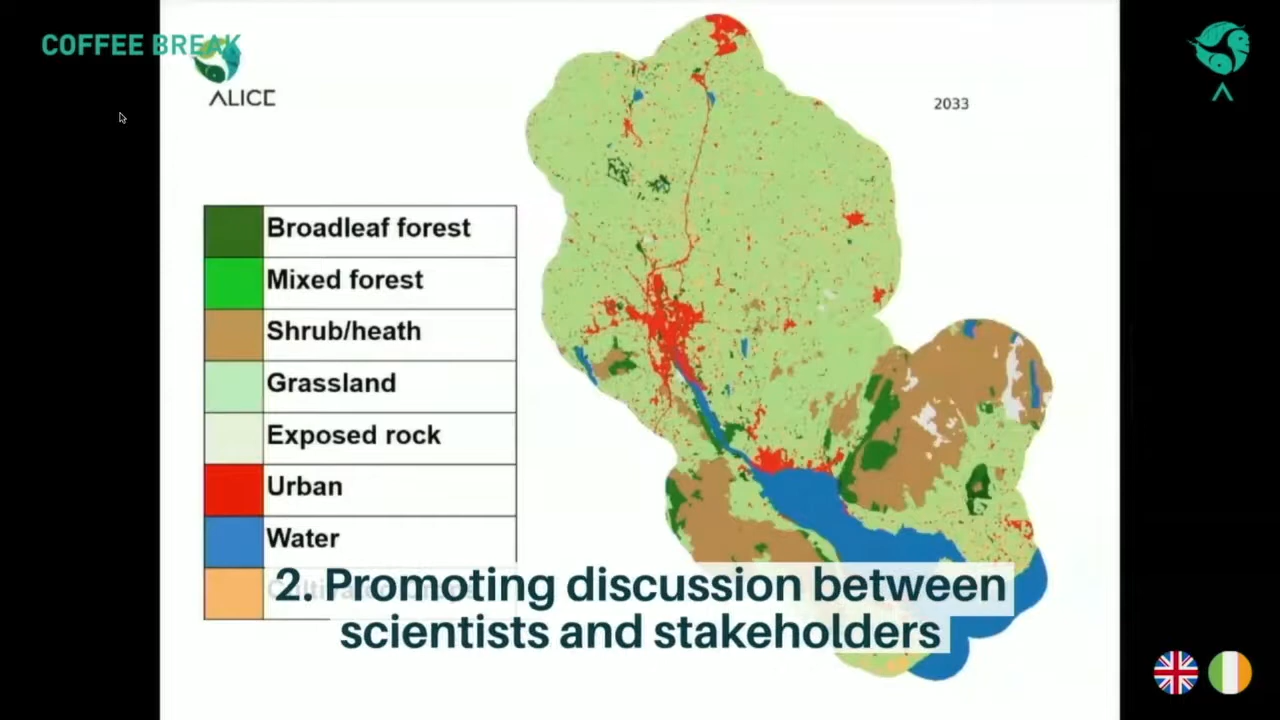 COFFEE BREAK
ALICE
2033
Broadleaf forest
Mixed forest
Shrub/heath
Grassland
Exposed rock
Urban
Water
2. Promoting discussion between
scientists and stakeholders